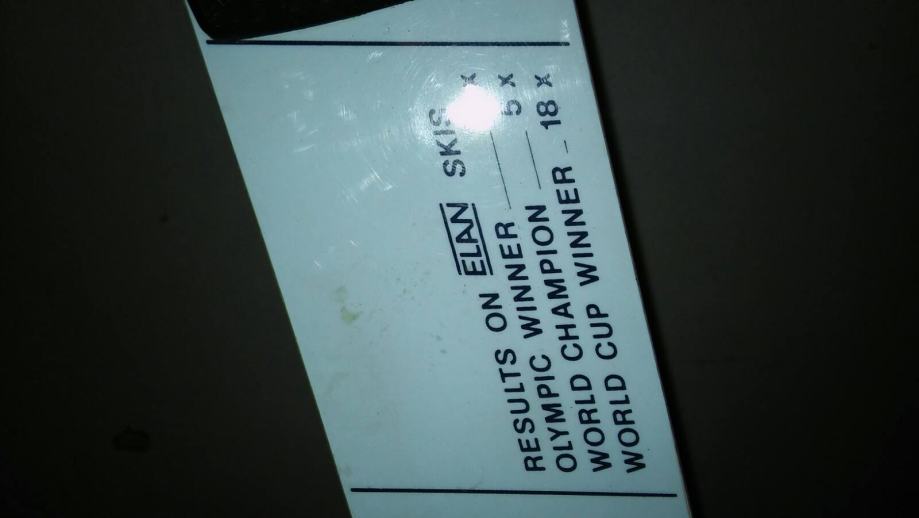 RESULTS ON ELAN SKIS
OLYMPIC WINNER —— x
WORLD CHAMPION —— 5 x
WORLD CUP WINNER - 18 x